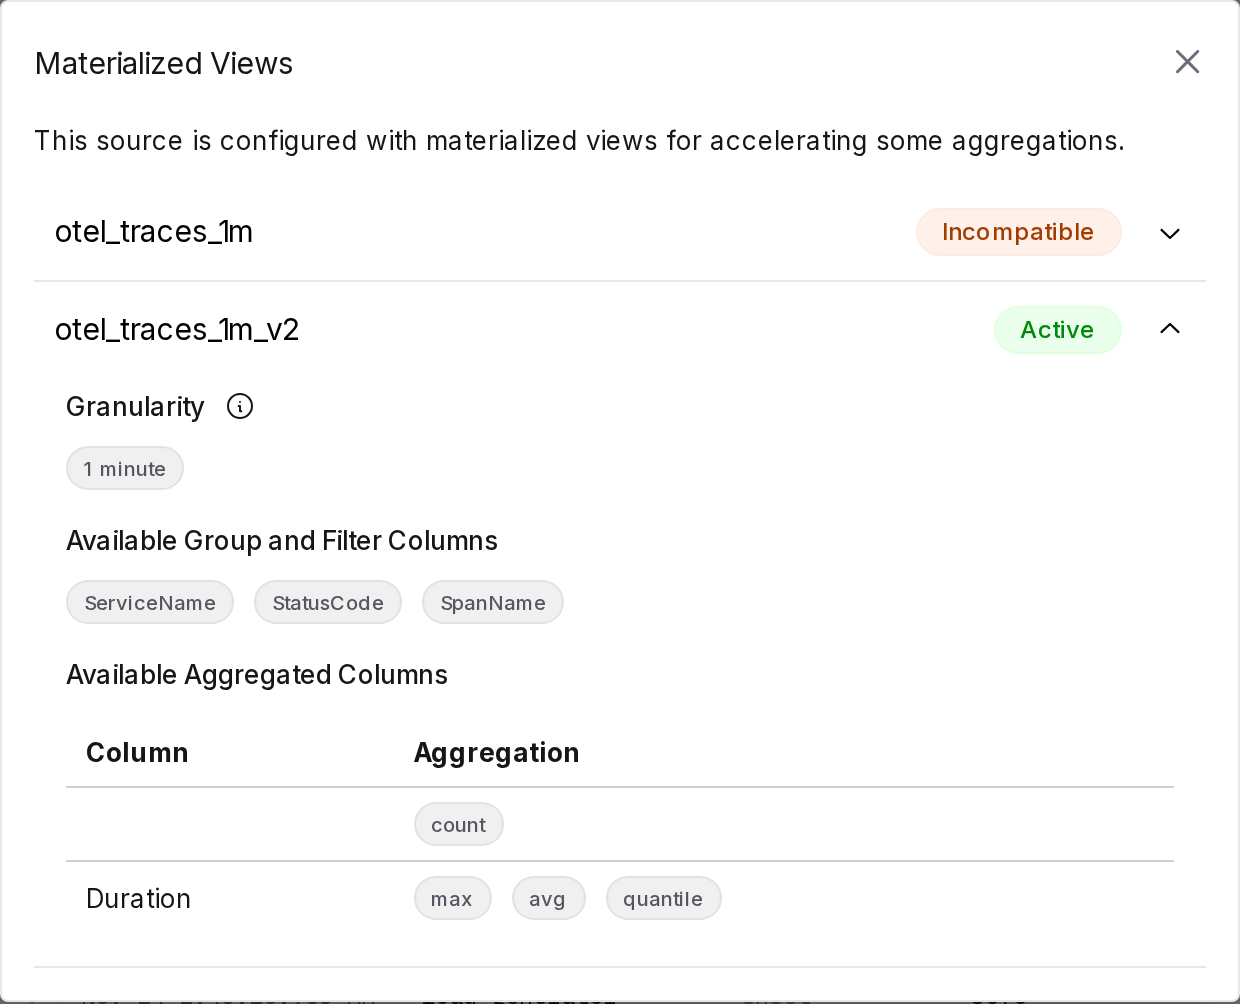 Materialized Views
This source is configured with materialized views for accelerating some aggregations.
otel_traces_1m Incompatible
otel_traces_1m_v2 Active
Granularity
1 minute
Available Group and Filter Columns
ServiceName StatusCode SpanName
Available Aggregated Columns
Column Aggregation
count
Duration max avg quantile